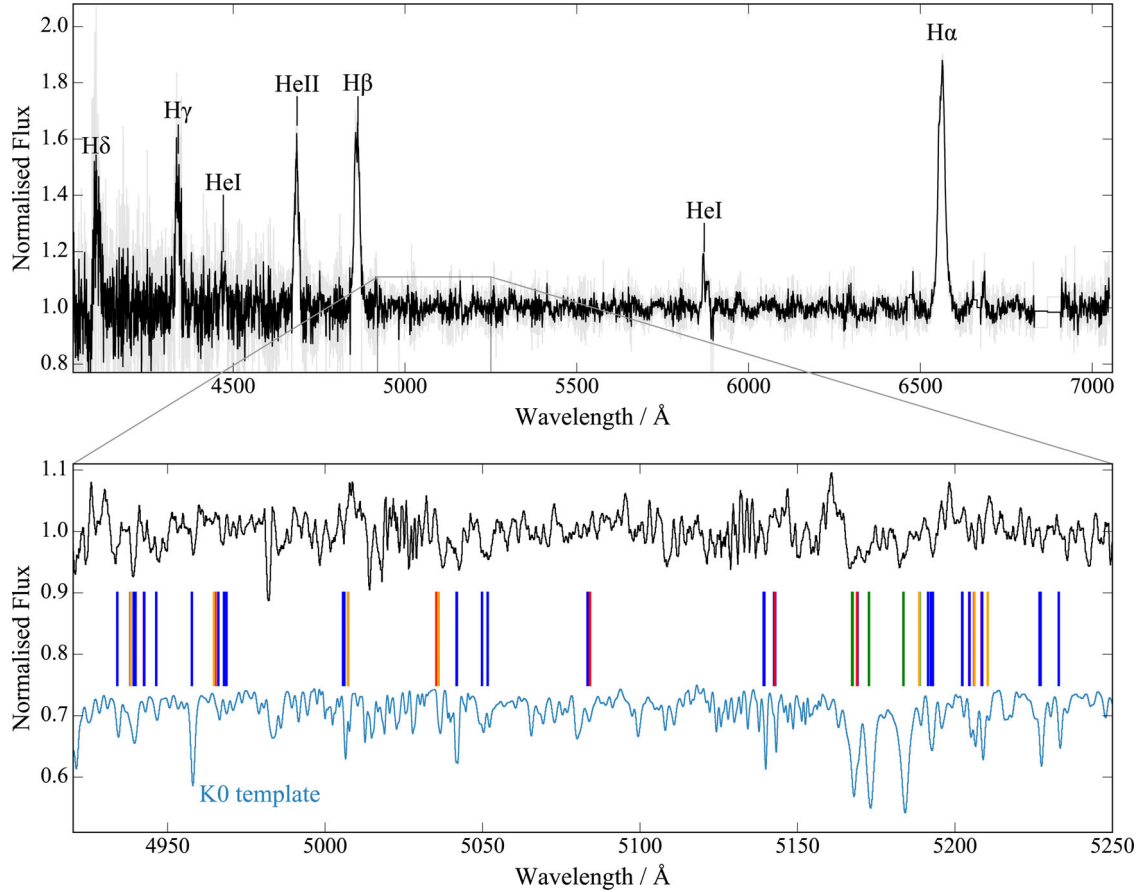 2.0
1.8
1.6
1.4
1.2
1.0
0.8
Normalised Flux
Hδ
Hγ
HeI
HeII
Hβ
HeI
Hα
4500 5000 5500 6000 6500 7000
Wavelength / Å
1.1
1.0
0.9
0.8
0.7
0.6
Normalised Flux
K0 template
4950 5000 5050 5100 5150 5200 5250
Wavelength / Å